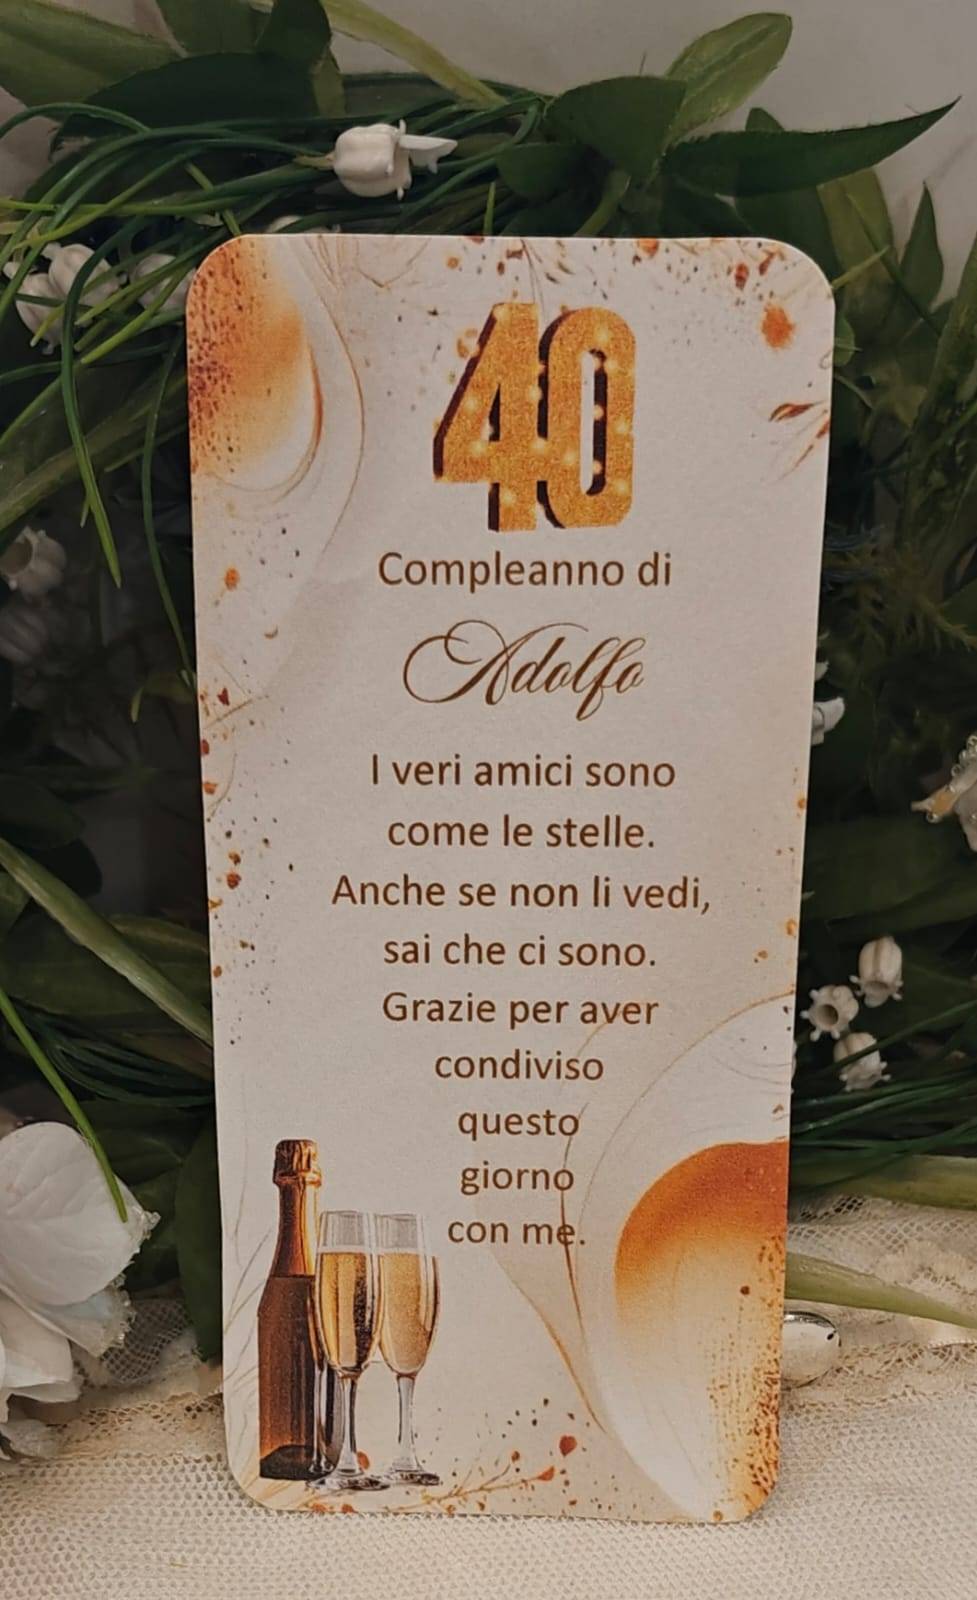 40
Compleanno di
Adolfo
I veri amici sono
come le stelle.
Anche se non li vedi,
sai che ci sono.
Grazie per aver
condiviso
questo
giorno
con me.